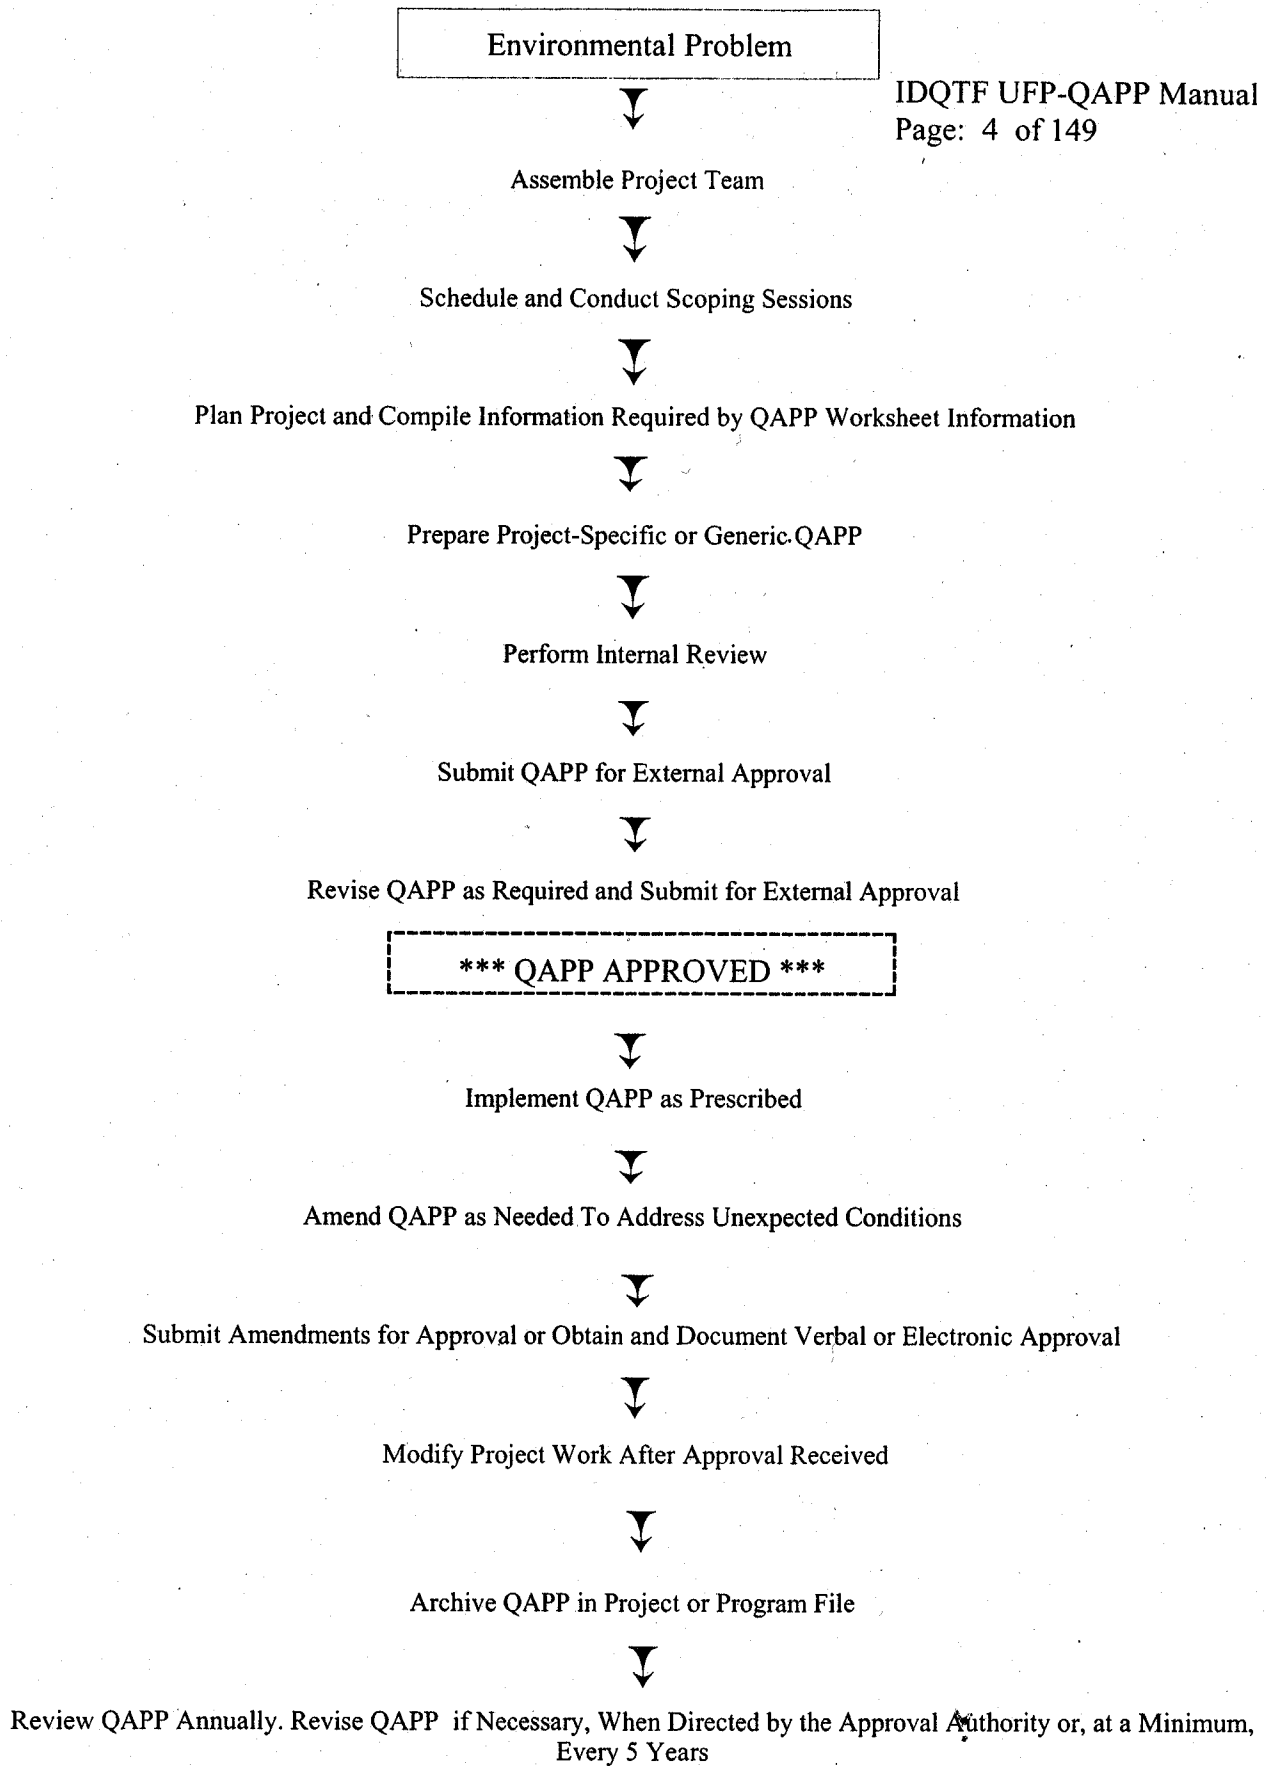 Environmental Problem
IDQTF UFP-QAPP Manual
Page: 4 of 149
Assemble Project Team
Schedule and Conduct Scoping Sessions
Plan Project and Compile Information Required by QAPP Worksheet Information
Prepare Project-Specific or Generic QAPP
Perform Internal Review
Submit QAPP for External Approval
Revise QAPP as Required and Submit for External Approval
*** QAPP APPROVED ***
Implement QAPP as Prescribed
Amend QAPP as Needed To Address Unexpected Conditions
Submit Amendments for Approval or Obtain and Document Verbal or Electronic Approval
Modify Project Work After Approval Received
Archive QAPP in Project or Program File
Review QAPP Annually. Revise QAPP if Necessary, When Directed by the Approval Authority or, at a Minimum,
Every 5 Years